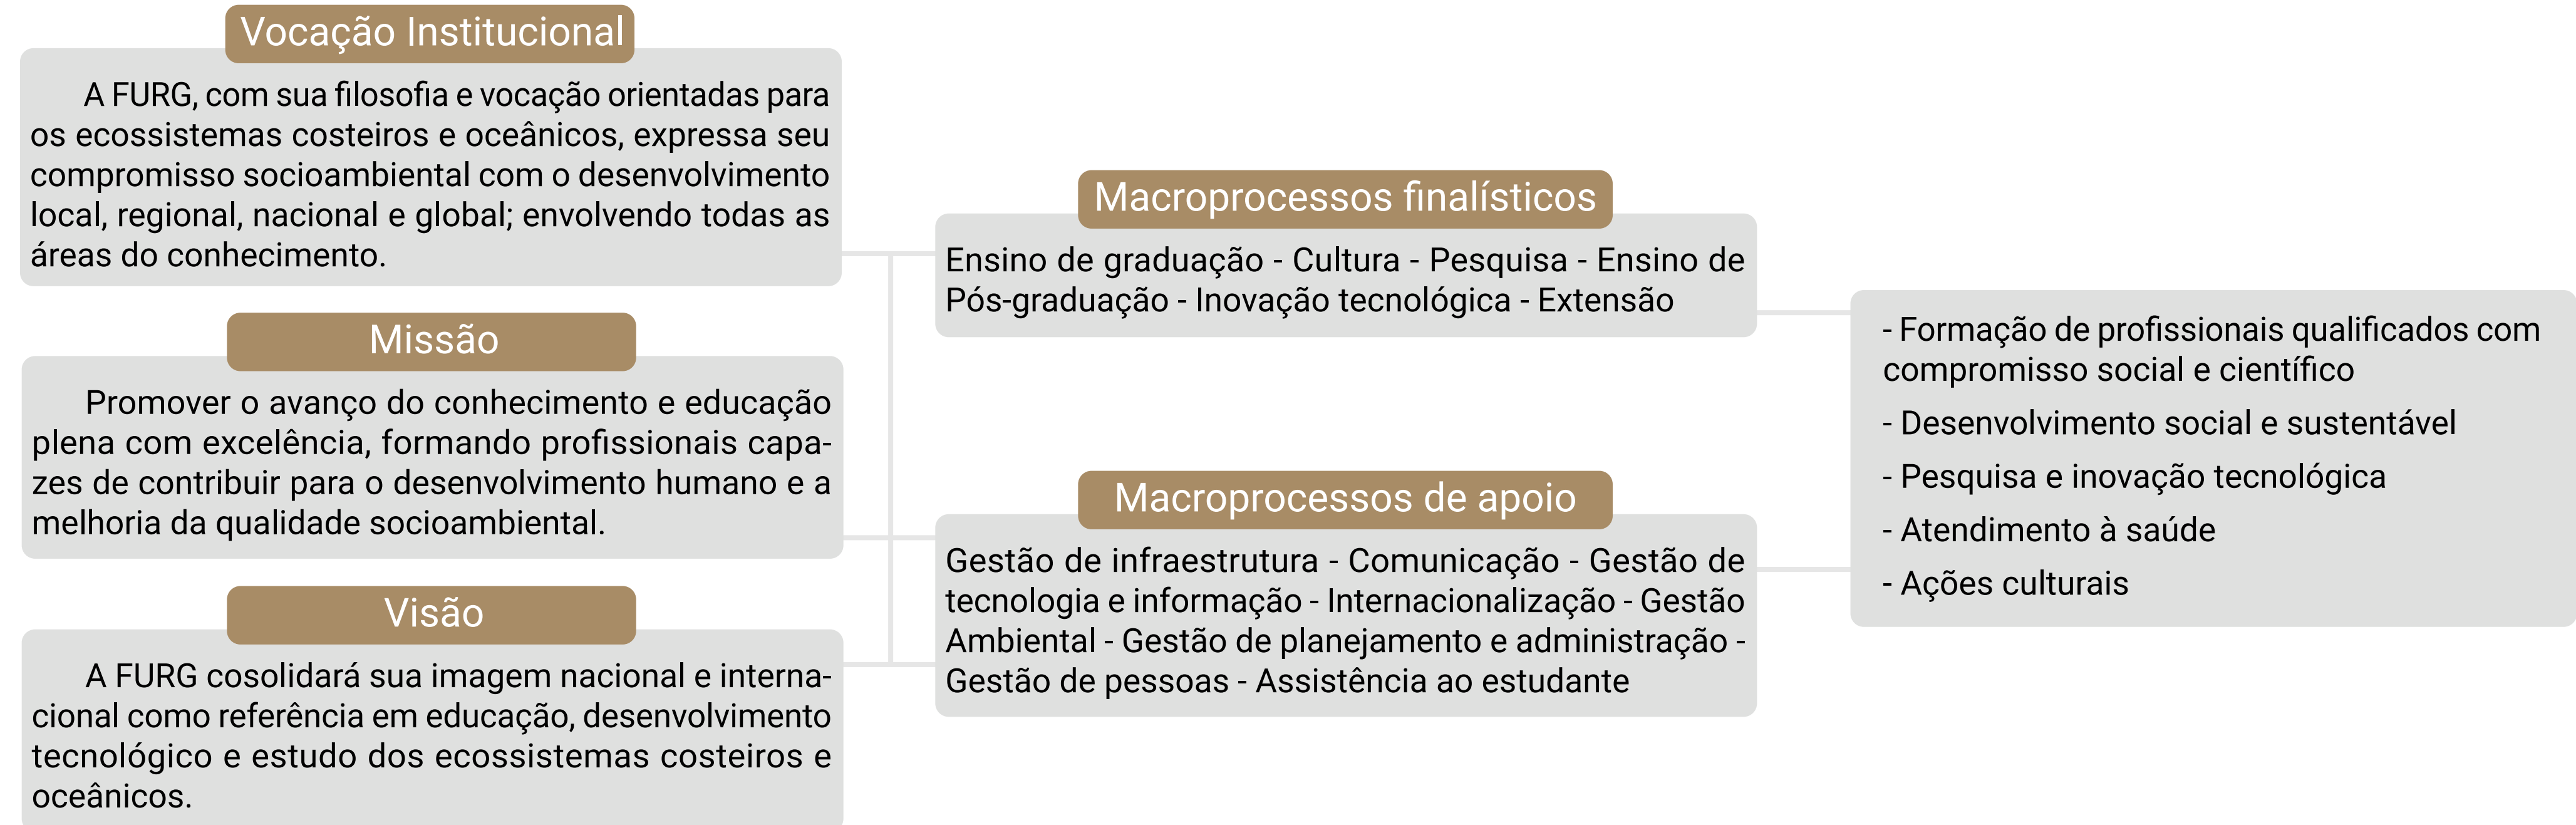 Vocação Institucional
A FURG, com sua filosofia e vocação orientadas para
os ecossistemas costeiros e oceânicos, expressa seu
compromisso socioambiental com o desenvolvimento
local, regional, nacional e global; envolvendo todas as
áreas do conhecimento.
Missão
Promover o avanço do conhecimento e educação
plena com excelência, formando profissionais capa-
zes de contribuir para o desenvolvimento humano e a
melhoria da qualidade socioambiental.
Visão
A FURG cosolidará sua imagem nacional e interna-
cional como referência em educação, desenvolvimento
tecnológico e estudo dos ecossistemas costeiros e
oceânicos.
Macroprocessos finalísticos
Ensino de graduação - Cultura - Pesquisa - Ensino de
Pós-graduação - Inovação tecnológica - Extensão
Macroprocessos de apoio
Gestão de infraestrutura - Comunicação - Gestão de
tecnologia e informação - Internacionalização - Gestão
Ambiental - Gestão de planejamento e administração -
Gestão de pessoas - Assistência ao estudante
- Formação de profissionais qualificados com
compromisso social e científico
- Desenvolvimento social e sustentável
- Pesquisa e inovação tecnológica
- Atendimento à saúde
- Ações culturais